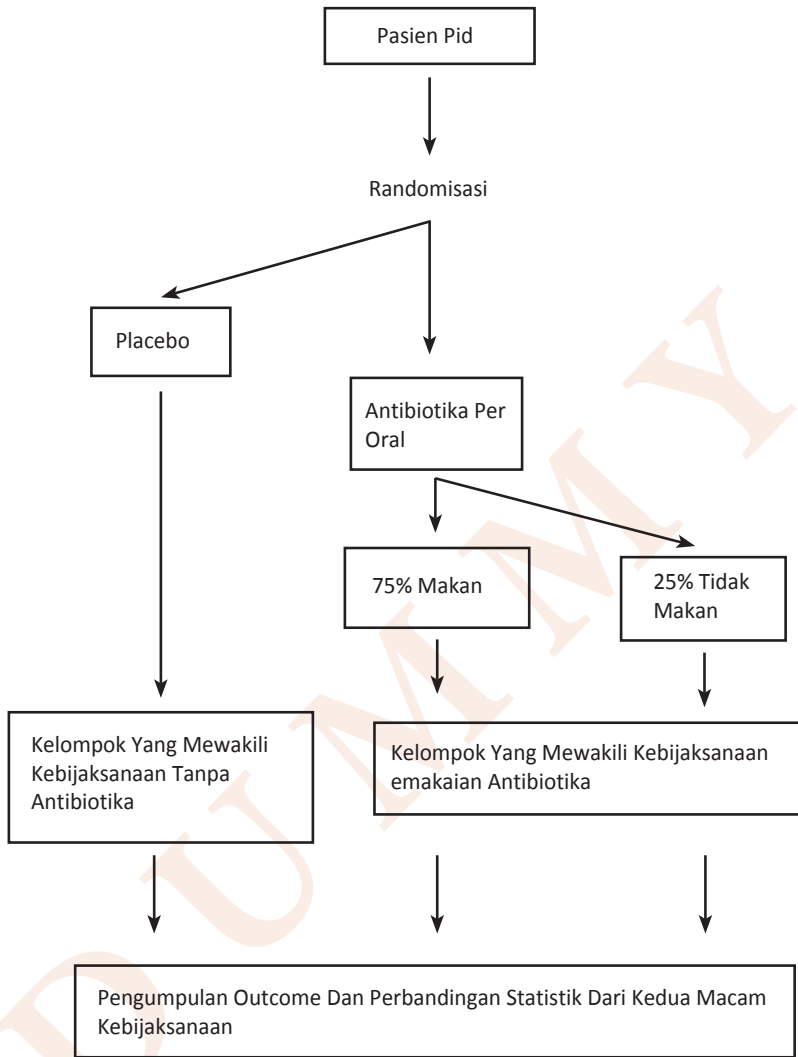 Pasien Pid
Randomisasi
Placebo
Antibiotika Per
Oral
75% Makan
25% Tidak
Makan
Kelompok Yang Mewakili
Kebijaksanaan Tanpa
Antibiotika
Kelompok Yang Mewakili Kebijaksanaan
emakaian Antibiotika
Pengumpulan Outcome Dan Perbandingan Statistik Dari Kedua Macam
Kebijaksanaan
DUMMY